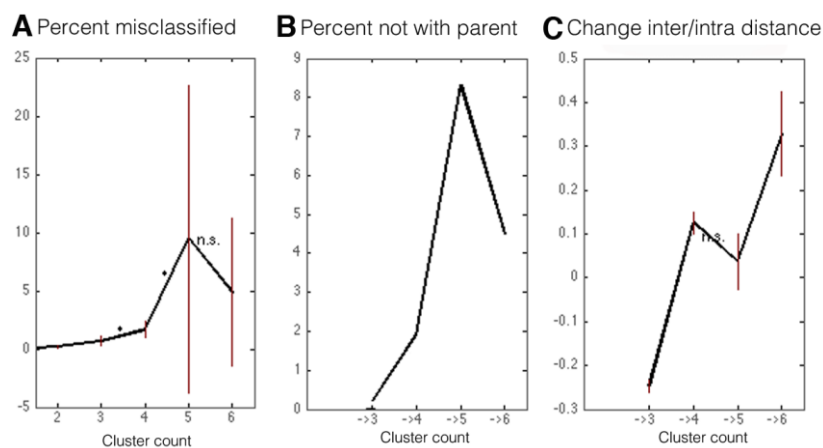 A Percent misclassified
25
20
15
10
5
0
-5
n.s.
2 3 4 5 6
Cluster count
B Percent not with parent
9
8
7
6
5
4
3
2
1
0
->3 ->4 ->5 ->6
Cluster count
C Change inter/intra distance
0.5
0.4
0.3
0.2
0.1
0
-0.1
-0.2
-0.3
n.s.
->3 ->4 ->5 ->6
Cluster count